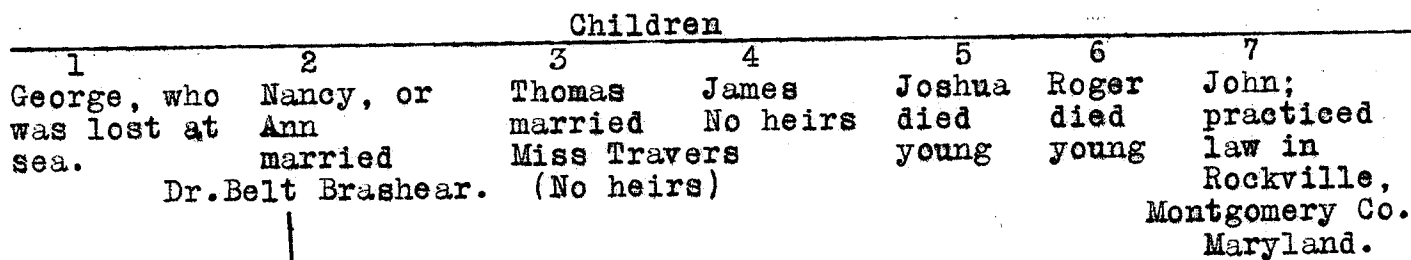 Children
1 2 3 4 5 6 7
George, who Nancy, or Thomas James Joshua Roger John;
was lost at Ann married No heirs died died practiced
sea. married Miss Travers young young law in
Dr.Belt Brashear. (No heirs) Rockville,
Montgomery Co.
Maryland.